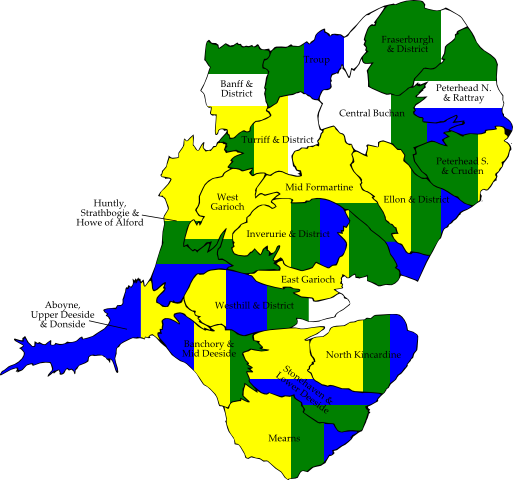 Fraserburgh
& District
Troup
Banff &
District
Peterhead N.
& Rattray
Central Buchan
Turriff & District
Peterhead S.
& Cruden
Mid Formartine
West
Garioch
Ellon & District
Huntly,
Strathbogie &
Howe of Alford
Inverurie & District
East Garioch
Aboyne,
Upper Deeside
& Donside
Westhill & District
Banchory &
Mid Deeside
North Kincardine
Stonehaven &
Lower Deeside
Mearns